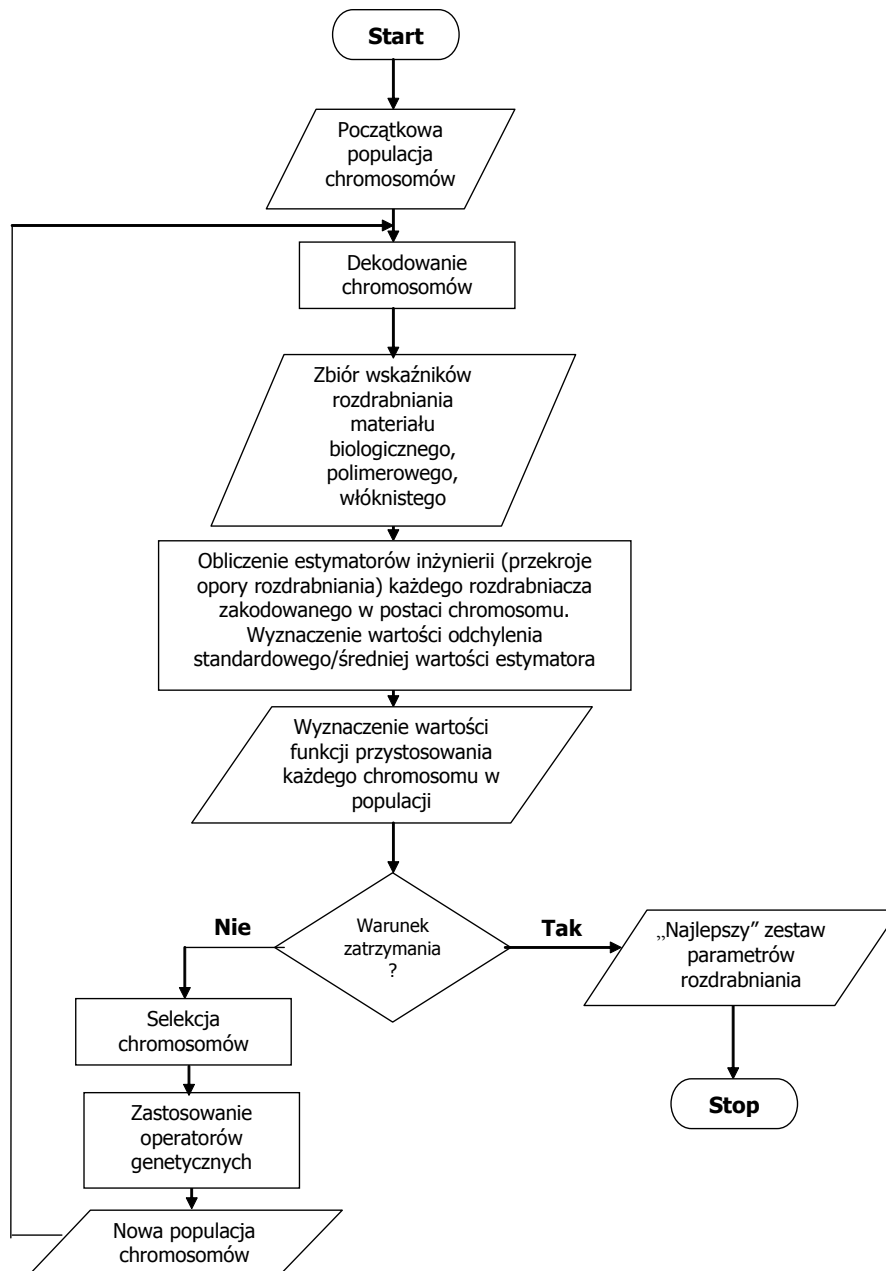 Start
Początkowa
populacja
chromosomów
Dekodowanie
chromosomów
Zbiór wskaźników
rozdrabniania
materiału
biologicznego,
polimerowego,
włóknistego
Obliczenie estymatorów inżynierii (przekroje
opory rozdrabniania) każdego rozdrabniacza
zakodowanego w postaci chromosomu.
Wyznaczenie wartości odchylenia
standardowego/średniej wartości estymatora
Wyznaczenie wartości
funkcji przystosowania
każdego chromosomu w
populacji
Warunek
zatrzymania
?
Nie
Tak
„Najlepszy” zestaw
parametrów
rozdrabniania
Stop
Selekcja
chromosomów
Zastosowanie
operatorów
genetycznych
Nowa populacja
chromosomów